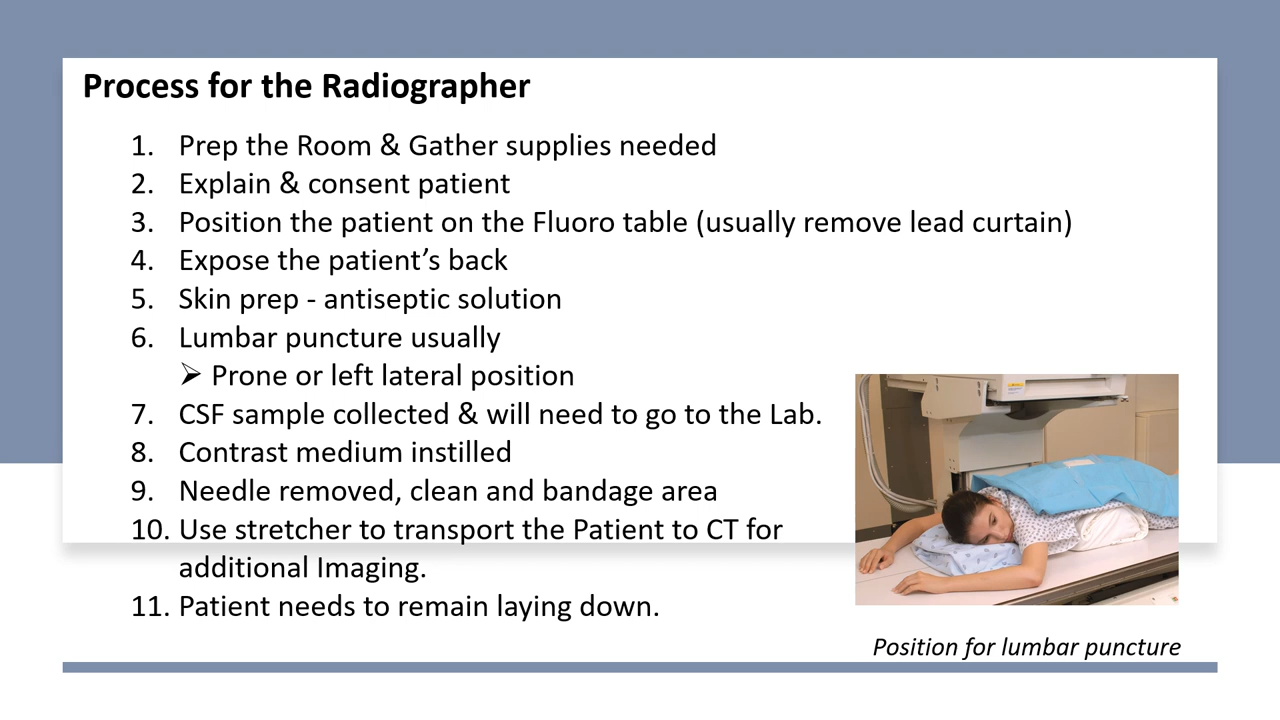 Process for the Radiographer
1. Prep the Room & Gather supplies needed
2. Explain & consent patient
3. Position the patient on the Fluoro table (usually remove lead curtain)
4. Expose the patient’s back
5. Skin prep - antiseptic solution
6. Lumbar puncture usually
➢ Prone or left lateral position
7. CSF sample collected & will need to go to the Lab.
8. Contrast medium instilled
9. Needle removed, clean and bandage area
10. Use stretcher to transport the Patient to CT for
additional Imaging.
11. Patient needs to remain laying down.
Position for lumbar puncture